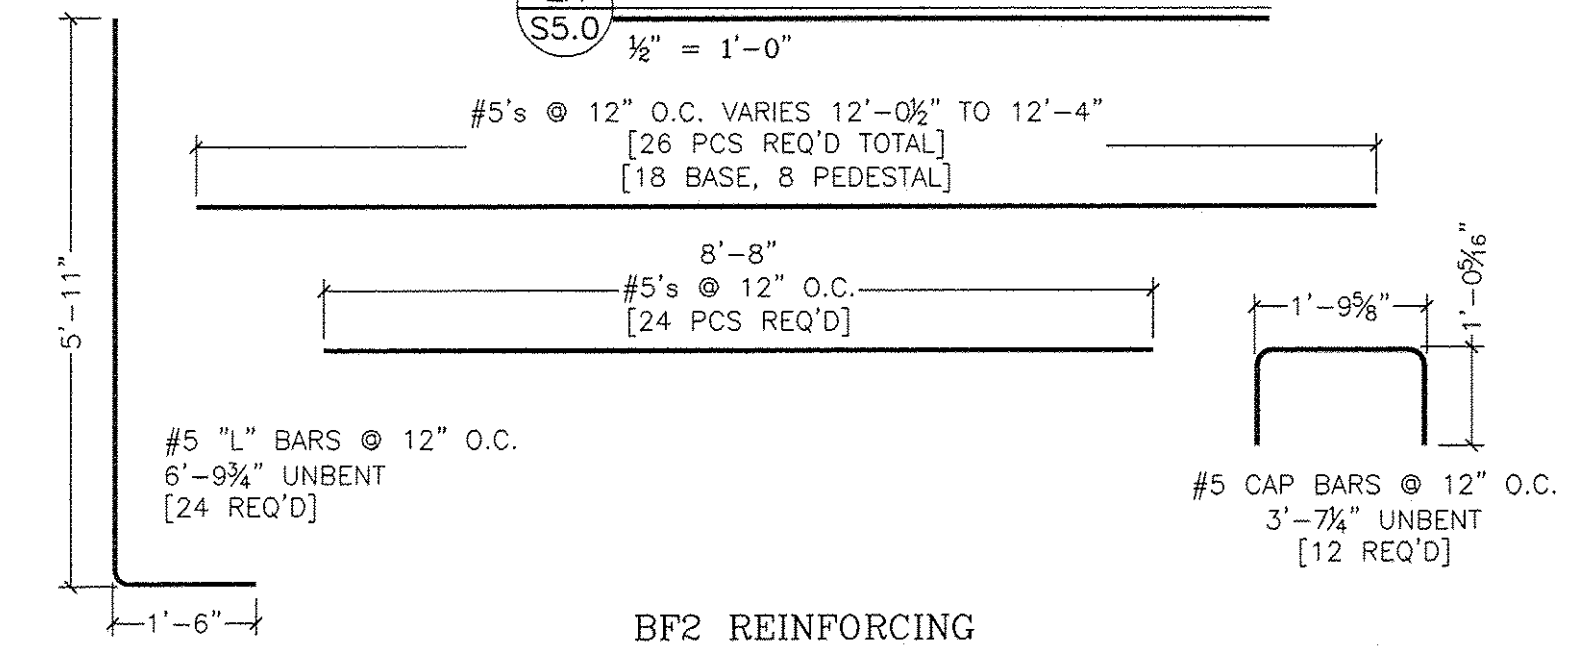 S5.0
½" = 1'-0"
#5's @ 12" O.C. VARIES 12'-0½" TO 12'-4"
[26 PCS REQ'D TOTAL]
[18 BASE, 8 PEDESTAL]
8'-8"
#5's @ 12" O.C.
[24 PCS REQ'D]
5'-11"
1'-9⅝"
1'-0⁵⁄₁₆"
#5 "L" BARS @ 12" O.C.
6'-9¾" UNBENT
[24 REQ'D]
#5 CAP BARS @ 12" O.C.
3'-7¼" UNBENT
[12 REQ'D]
1'-6"
BF2 REINFORCING